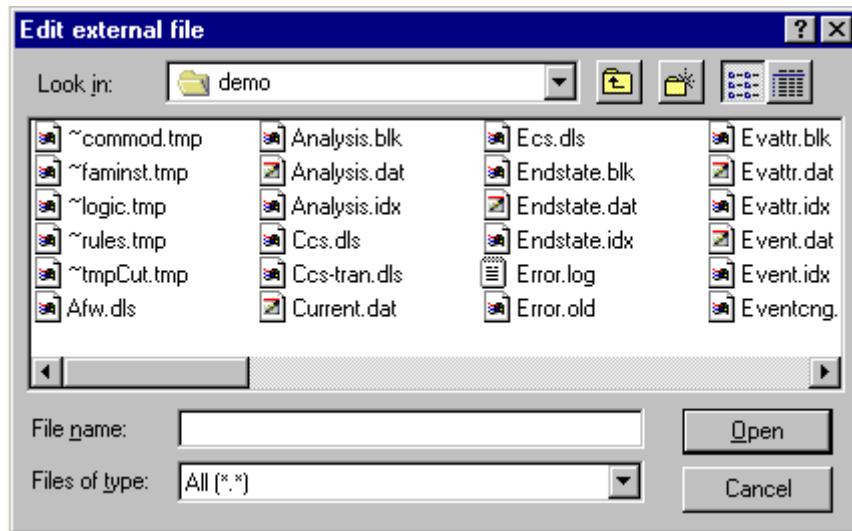 Edit external file
Look in: demo
~commod.tmp Analysis.blk Ecs.dls Evattr.blk
~faminst.tmp Analysis.dat Endstate.blk Evattr.dat
~logic.tmp Analysis.idx Endstate.dat Evattr.idx
~rules.tmp Ccs.dls Endstate.idx Event.dat
~tmpCut.tmp Ccs-tran.dls Error.log Event.idx
Afw.dls Current.dat Error.old Eventcng.
File name: Open
Files of type: All (*.*) Cancel